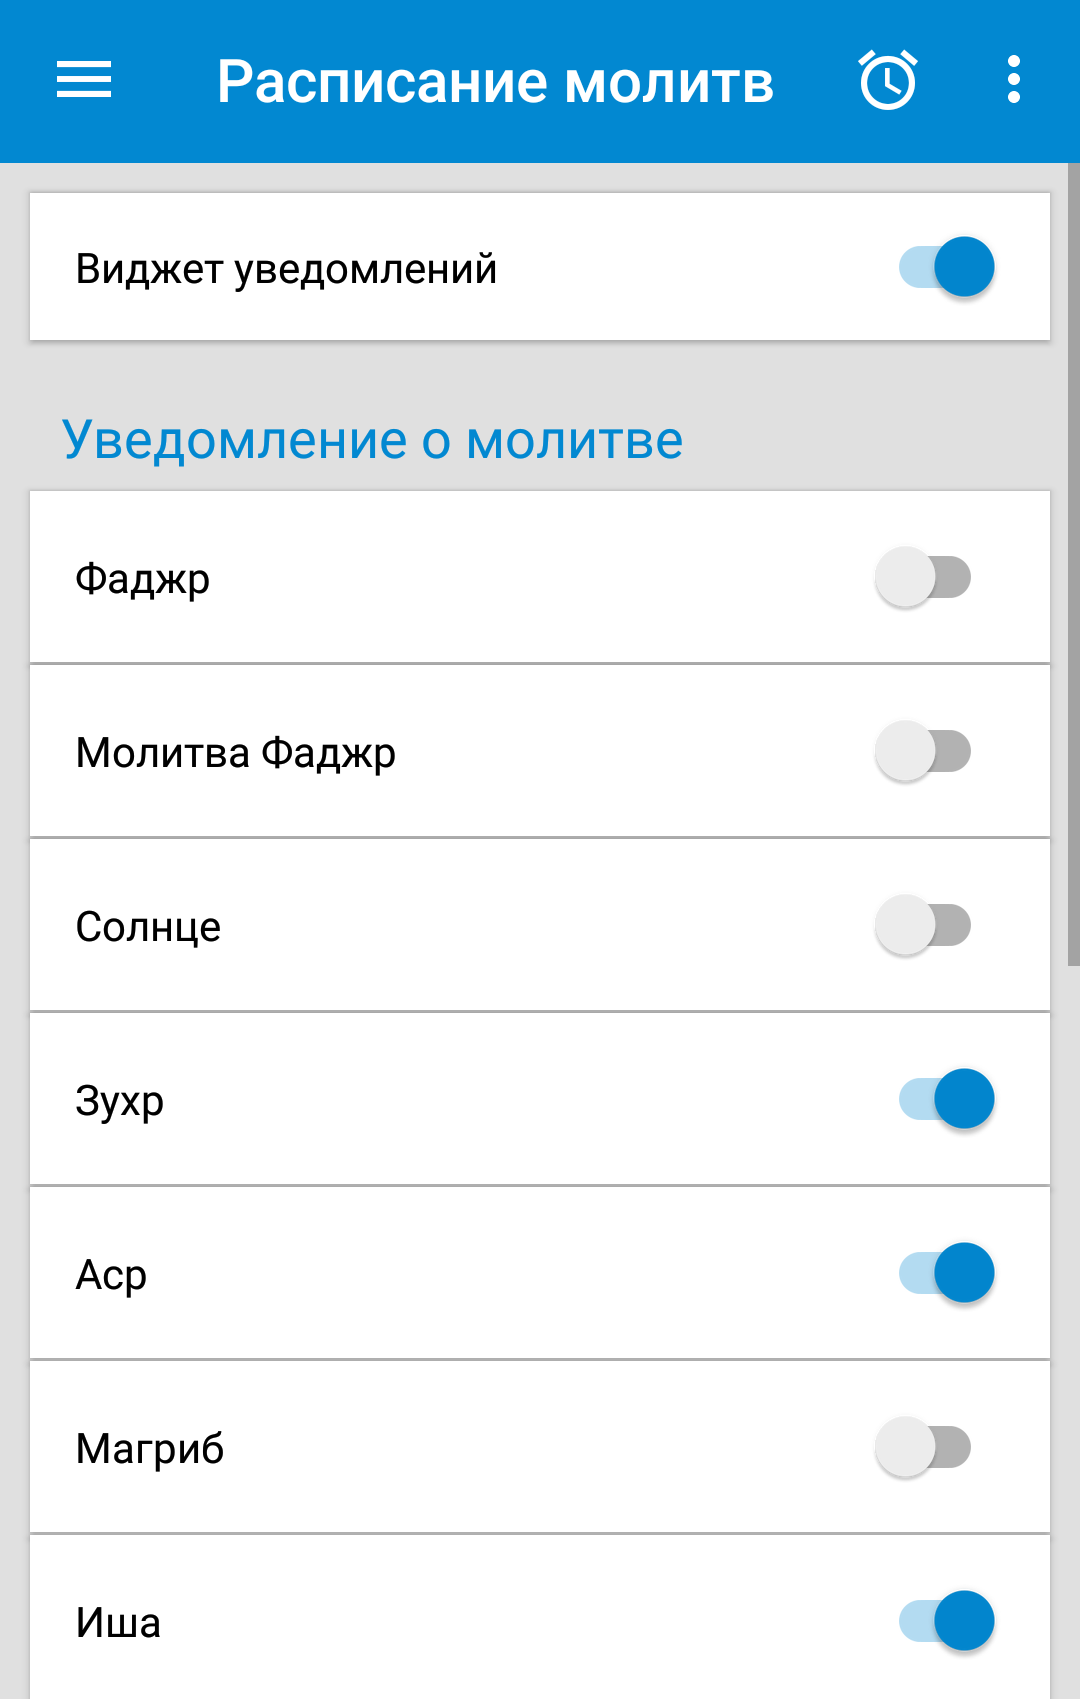 Расписание молитв
Виджет уведомлений
Уведомление о молитве
Фаджр
Молитва Фаджр
Солнце
Зухр
Аср
Магриб
Иша